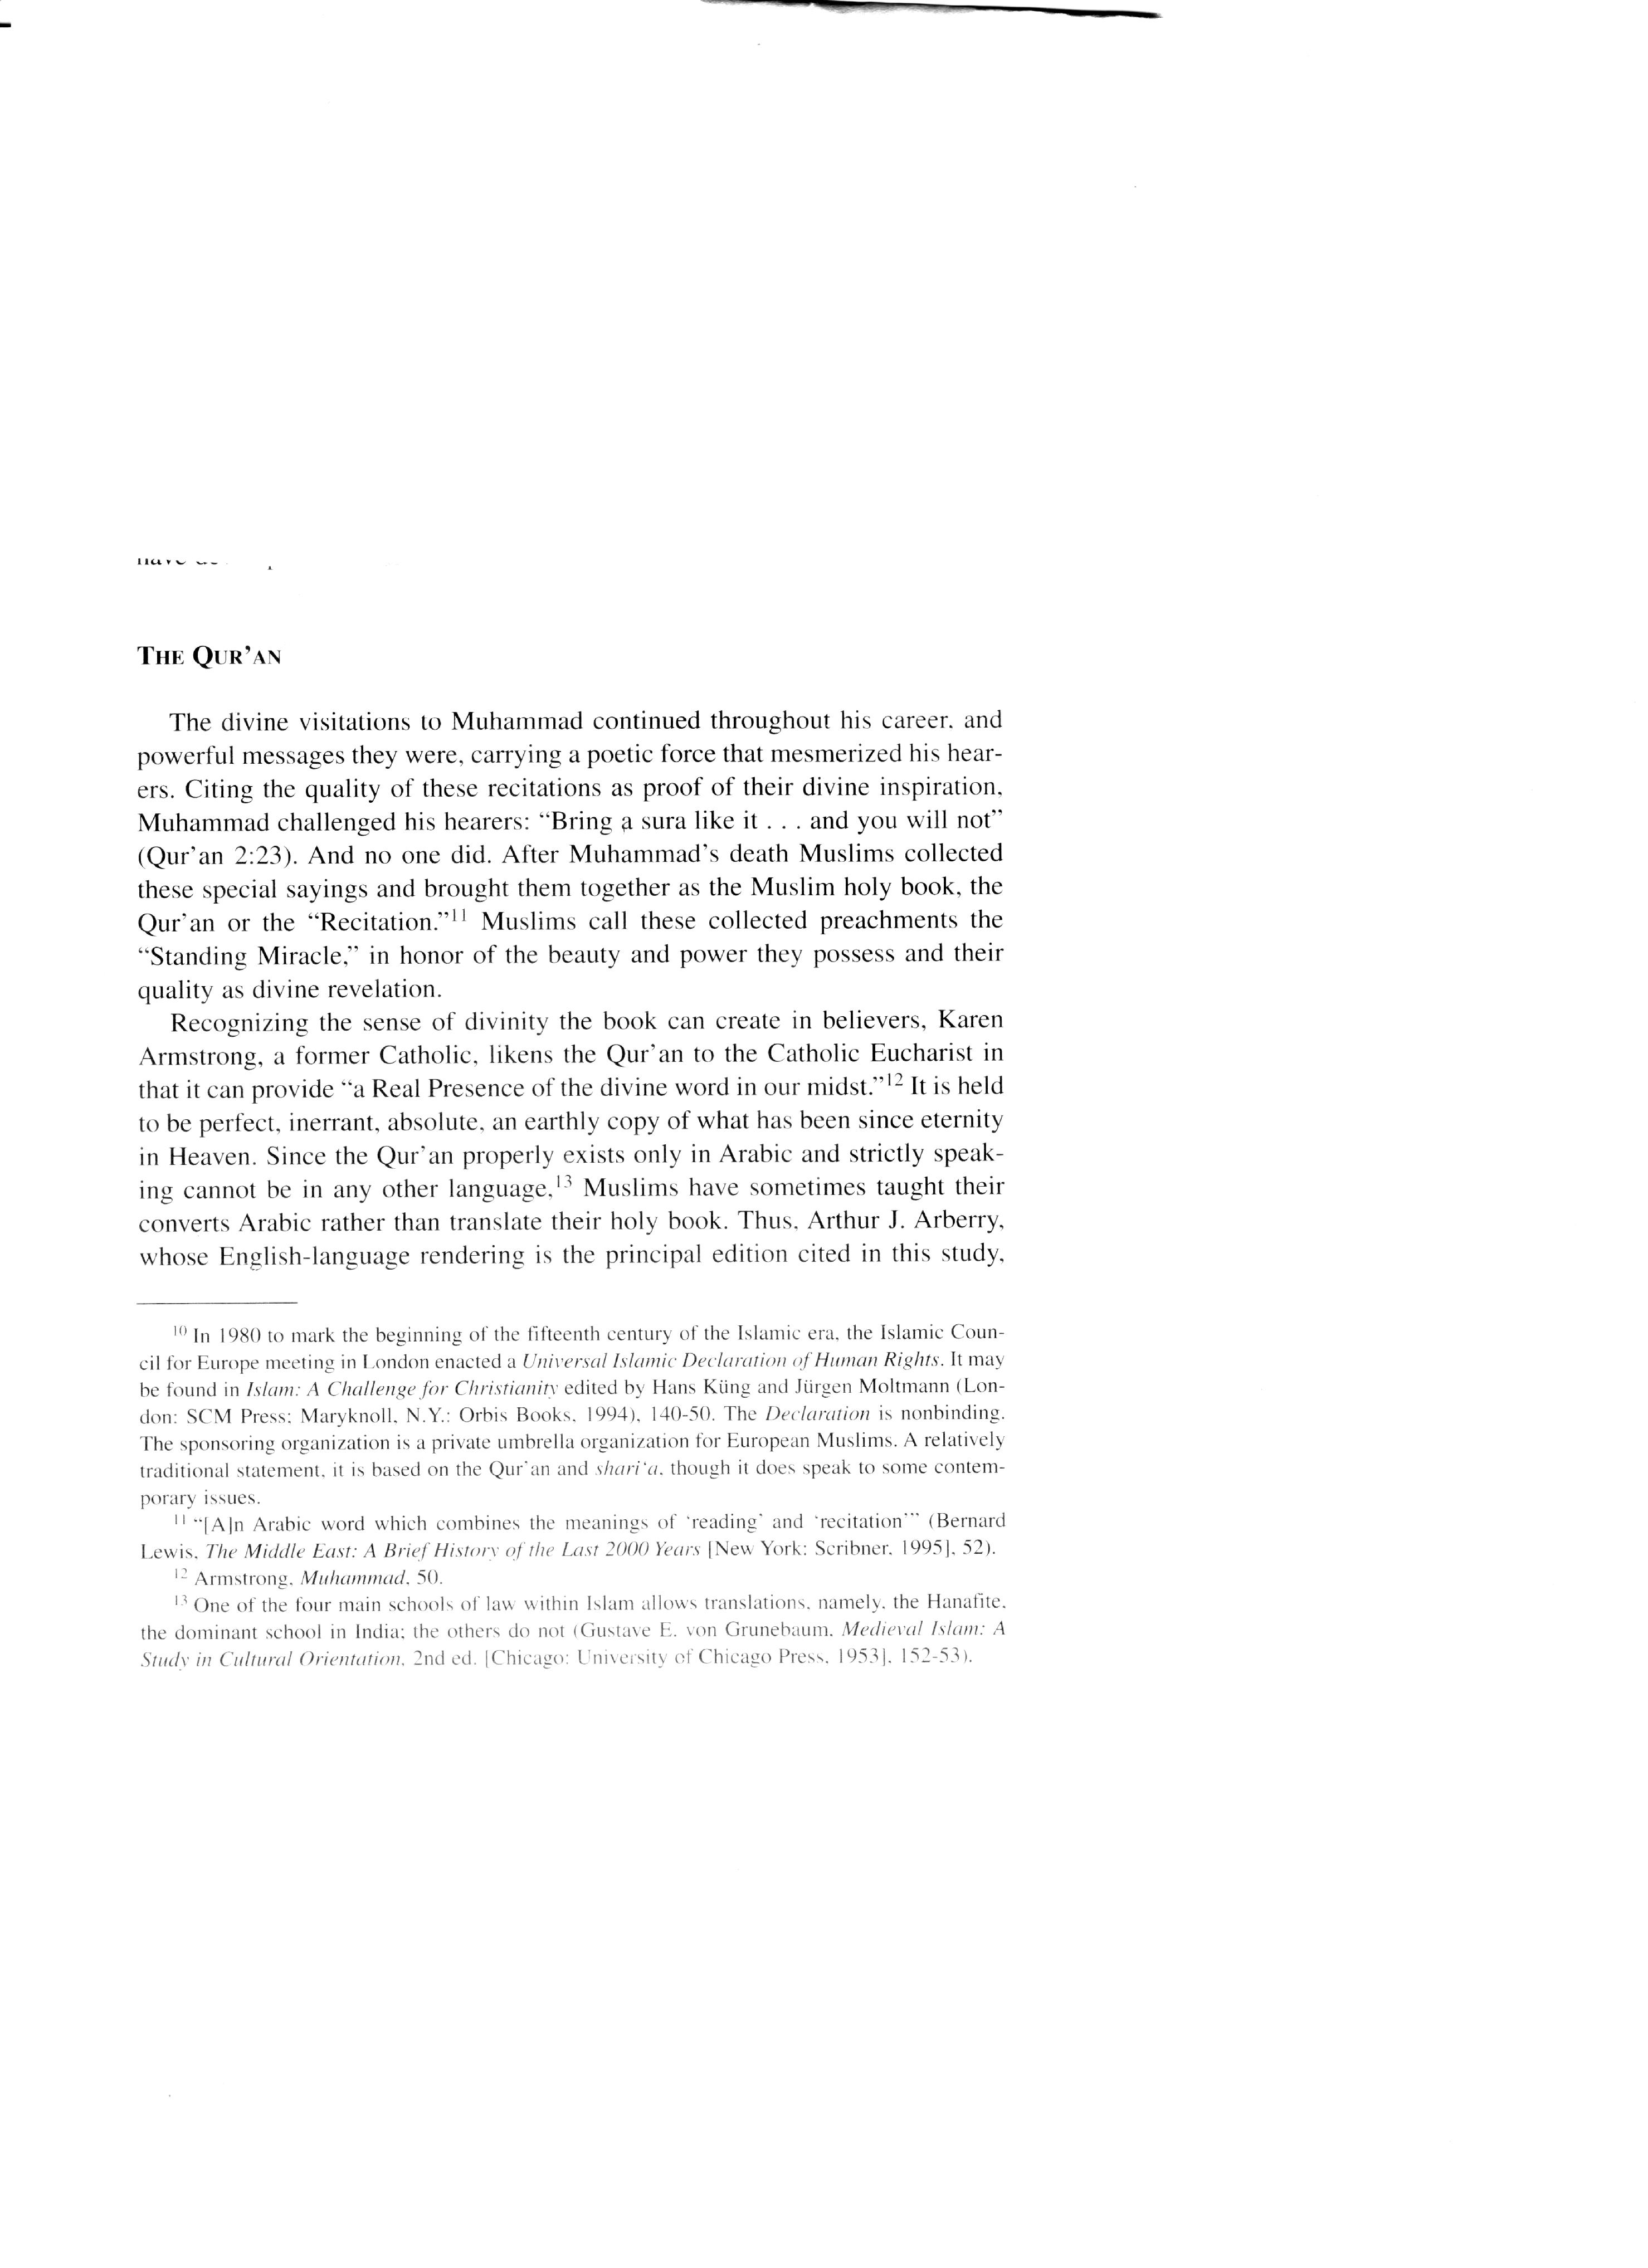 THE QUR'AN
The divine visitations to Muhammad continued throughout his career, and
powerful messages they were, carrying a poetic force that mesmerized his hear-
ers. Citing the quality of these recitations as proof of their divine inspiration,
Muhammad challenged his hearers: “Bring a sura like it . . . and you will not”
(Qur'an 2:23). And no one did. After Muhammad's death Muslims collected
these special sayings and brought them together as the Muslim holy book, the
Qur'an or the “Recitation.”11 Muslims call these collected preachments the
“Standing Miracle,” in honor of the beauty and power they possess and their
quality as divine revelation.
Recognizing the sense of divinity the book can create in believers, Karen
Armstrong, a former Catholic, likens the Qur'an to the Catholic Eucharist in
that it can provide “a Real Presence of the divine word in our midst.”12 It is held
to be perfect, inerrant, absolute, an earthly copy of what has been since eternity
in Heaven. Since the Qur'an properly exists only in Arabic and strictly speak-
ing cannot be in any other language,13 Muslims have sometimes taught their
converts Arabic rather than translate their holy book. Thus, Arthur J. Arberry,
whose English-language rendering is the principal edition cited in this study,
10 In 1980 to mark the beginning of the fifteenth century of the Islamic era, the Islamic Coun-
cil for Europe meeting in London enacted a Universal Islamic Declaration of Human Rights. It may
be found in Islam: A Challenge for Christianity edited by Hans Küng and Jürgen Moltmann (Lon-
don: SCM Press; Maryknoll, N.Y.: Orbis Books, 1994), 140-50. The Declaration is nonbinding.
The sponsoring organization is a private umbrella organization for European Muslims. A relatively
traditional statement, it is based on the Qur'an and shari'a, though it does speak to some contem-
porary issues.
11 “[A]n Arabic word which combines the meanings of ‘reading’ and ‘recitation’” (Bernard
Lewis, The Middle East: A Brief History of the Last 2000 Years [New York: Scribner, 1995], 52).
12 Armstrong, Muhammad, 50.
13 One of the four main schools of law within Islam allows translations, namely, the Hanafite,
the dominant school in India; the others do not (Gustave E. von Grunebaum, Medieval Islam: A
Study in Cultural Orientation, 2nd ed. [Chicago: University of Chicago Press, 1953], 152-53).